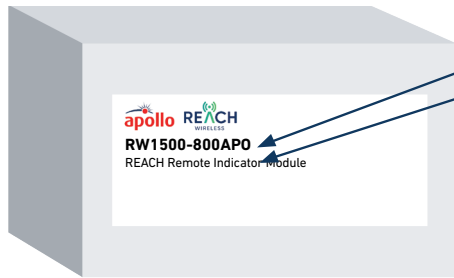 apollo REACH
WIRELESS
RW1500-800APO
REACH Remote Indicator Module